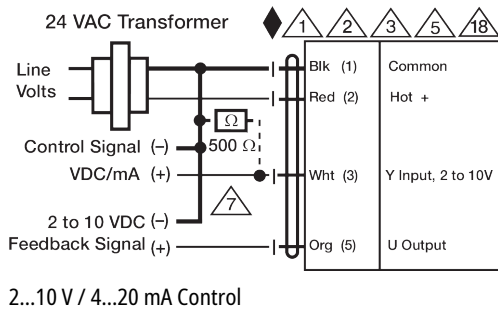 24 VAC Transformer
1 2 3 5 18
Line Volts
Blk (1) Common
Red (2) Hot +
Ω
500 Ω
Control Signal (–)
VDC/mA (+)
Wht (3) Y Input, 2 to 10V
7
2 to 10 VDC (–)
Feedback Signal (+)
Org (5) U Output
2...10 V / 4...20 mA Control